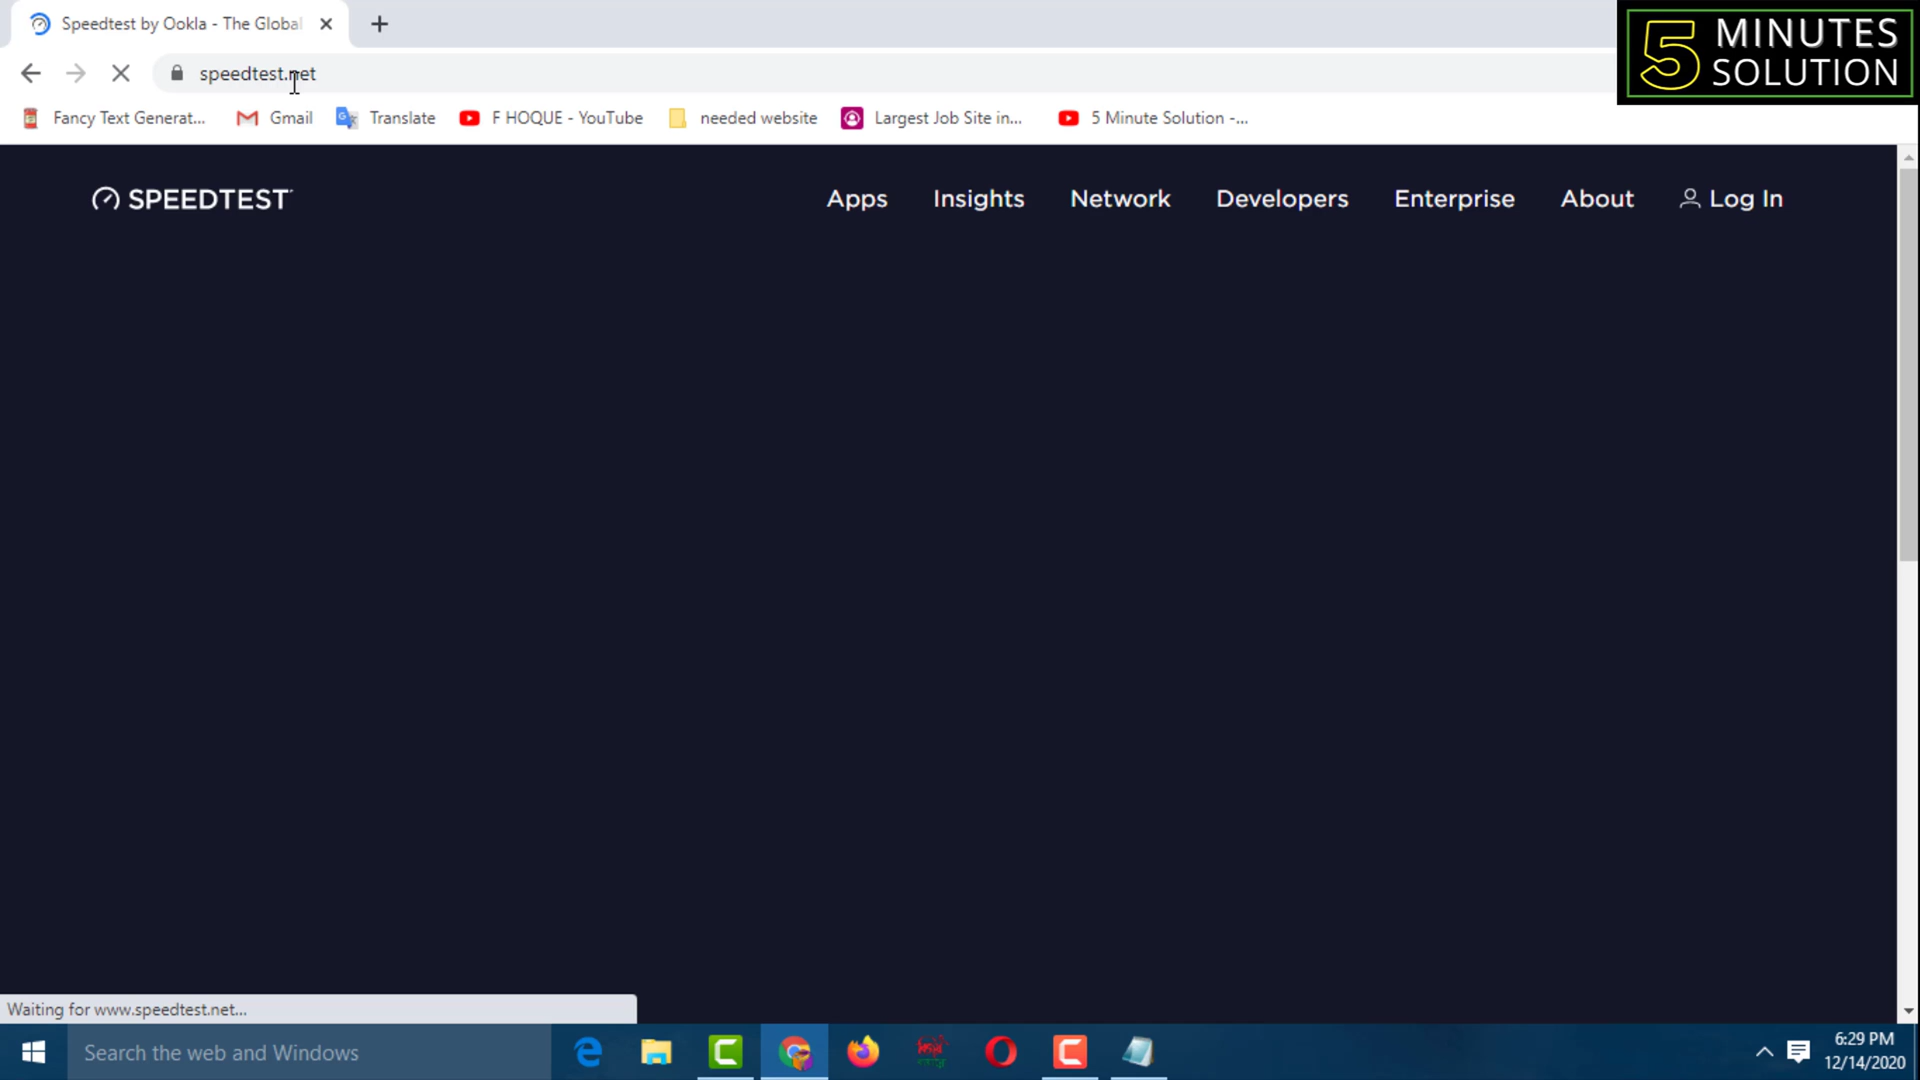 Speedtest by Ookla - The Global
5 MINUTES SOLUTION
speedtest.net
Fancy Text Generat...
Gmail
Translate
F HOQUE - YouTube
needed website
Largest Job Site in...
5 Minute Solution -...
SPEEDTEST
Apps
Insights
Network
Developers
Enterprise
About
Log In
Waiting for www.speedtest.net...
Search the web and Windows
6:29 PM
12/14/2020